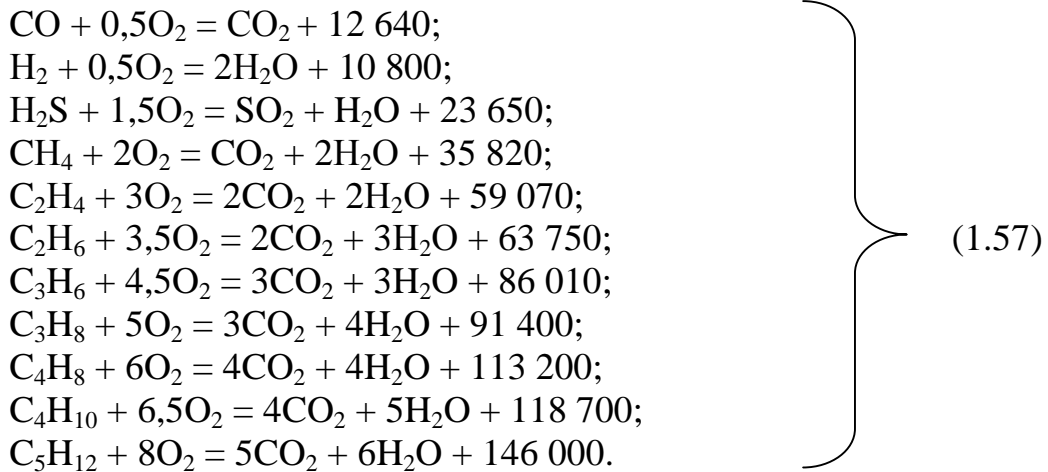 CO + 0,5O₂ = CO₂ + 12 640;
H₂ + 0,5O₂ = 2H₂O + 10 800;
H₂S + 1,5O₂ = SO₂ + H₂O + 23 650;
CH₄ + 2O₂ = CO₂ + 2H₂O + 35 820;
C₂H₄ + 3O₂ = 2CO₂ + 2H₂O + 59 070;
C₂H₆ + 3,5O₂ = 2CO₂ + 3H₂O + 63 750;
(1.57)
C₃H₆ + 4,5O₂ = 3CO₂ + 3H₂O + 86 010;
C₃H₈ + 5O₂ = 3CO₂ + 4H₂O + 91 400;
C₄H₈ + 6O₂ = 4CO₂ + 4H₂O + 113 200;
C₄H₁₀ + 6,5O₂ = 4CO₂ + 5H₂O + 118 700;
C₅H₁₂ + 8O₂ = 5CO₂ + 6H₂O + 146 000.